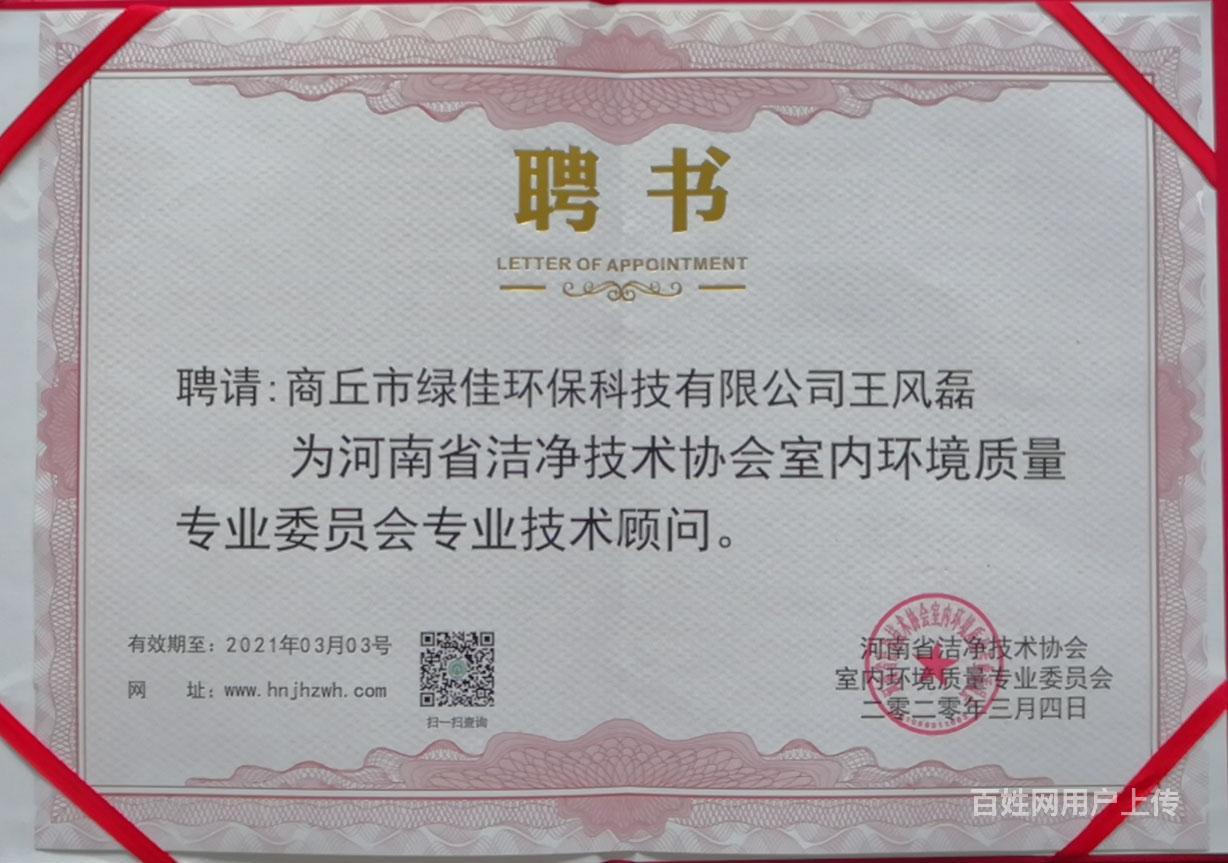 聘书
LETTER OF APPOINTMENT
聘请:商丘市绿佳环保科技有限公司王风磊
为河南省洁净技术协会室内环境质量
专业委员会专业技术顾问。
有效期至：2021年03月03号
网 址：www.hnjhzwh.com
扫一扫查询
河南省洁净技术协会
室内环境质量专业委员会
二零二零年三月四日
百姓网用户上传